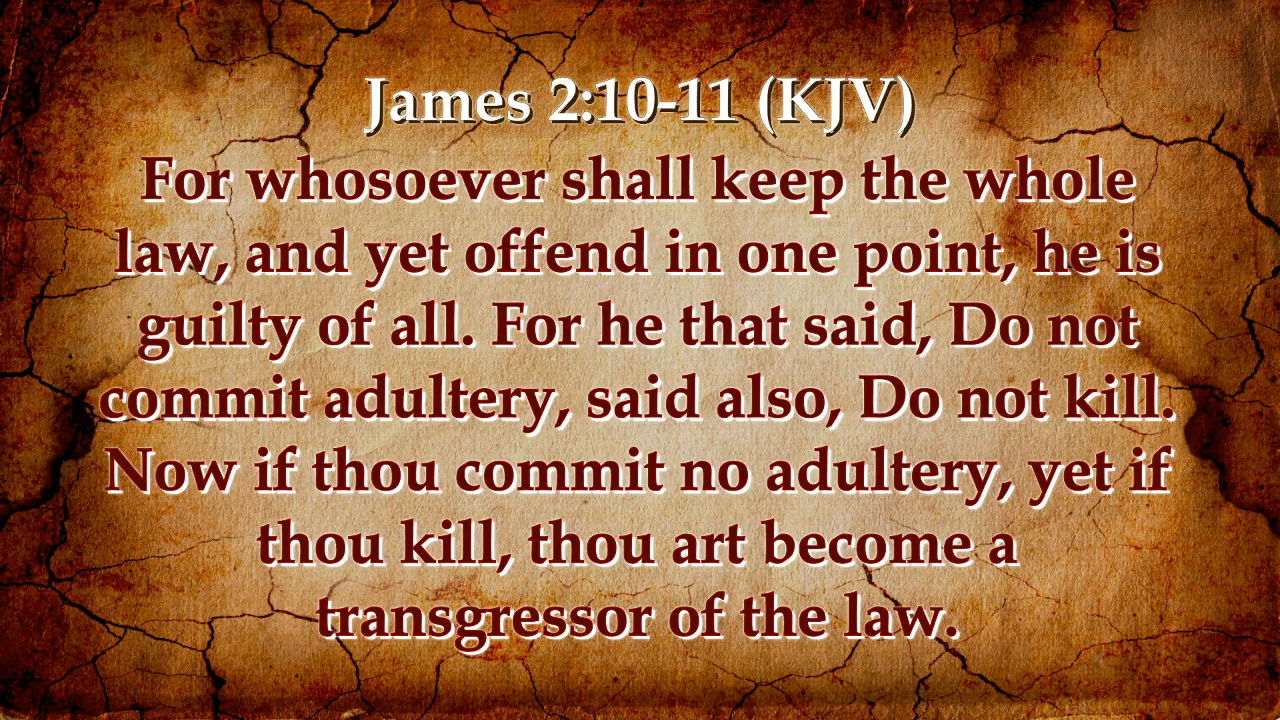 James 2:10-11 (KJV)
For whosoever shall keep the whole
law, and yet offend in one point, he is
guilty of all. For he that said, Do not
commit adultery, said also, Do not kill.
Now if thou commit no adultery, yet if
thou kill, thou art become a
transgressor of the law.